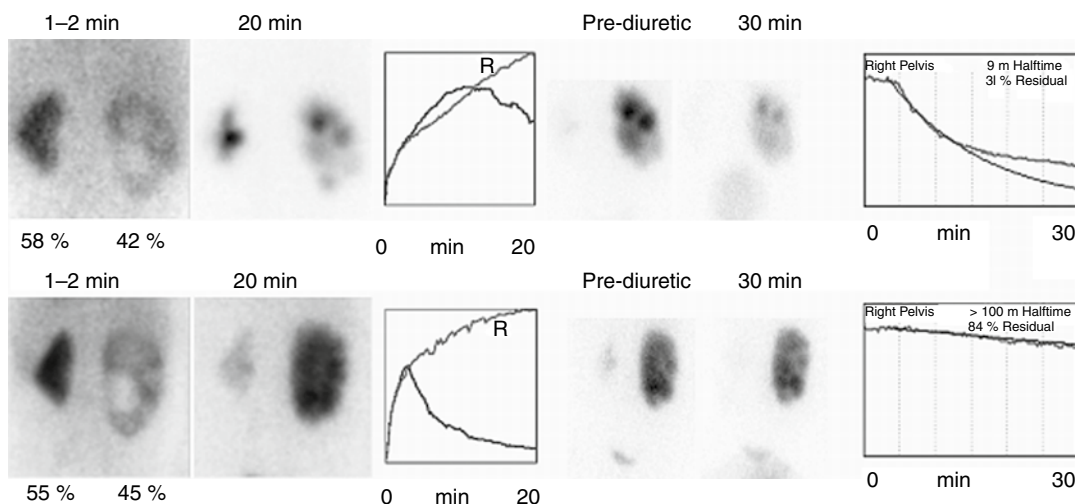 1–2 min 20 min Pre-diuretic 30 min
R
Right Pelvis 9 m Halftime
31 % Residual
58 % 42 %
0 min 20
0 min 30
1–2 min 20 min Pre-diuretic 30 min
R
Right Pelvis > 100 m Halftime
84 % Residual
55 % 45 %
0 min 20
0 min 30